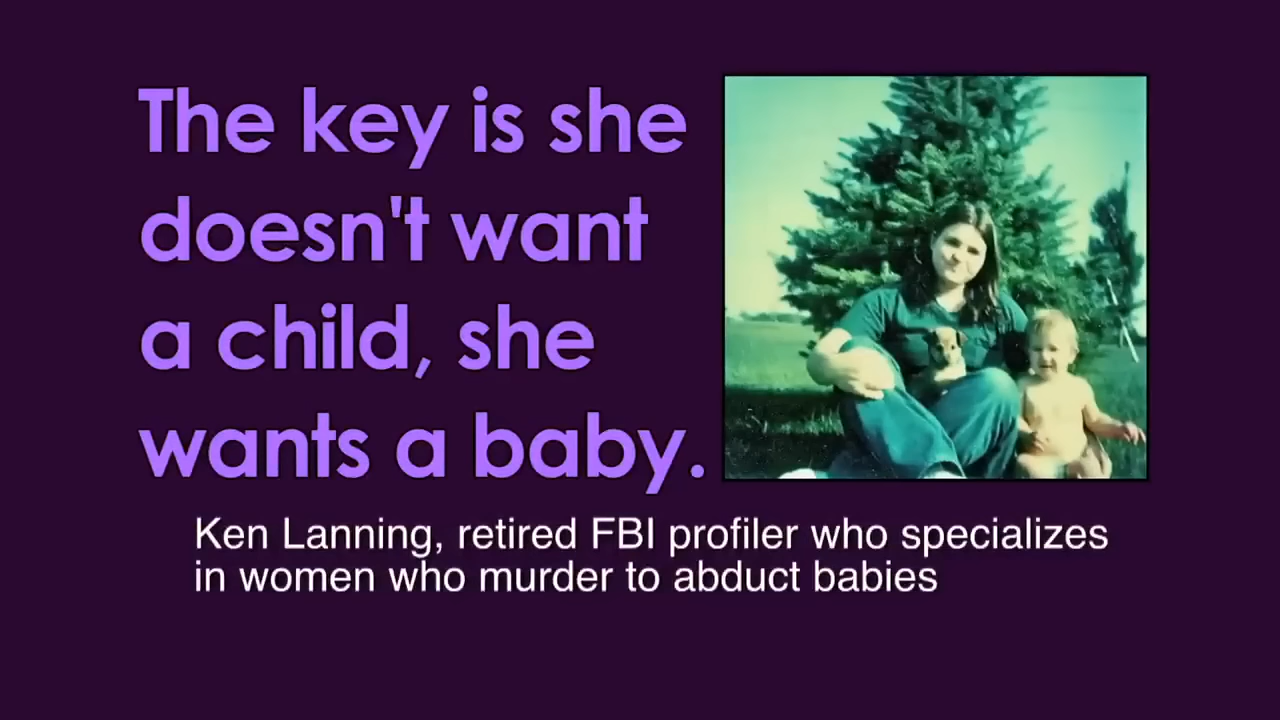 The key is she
doesn't want
a child, she
wants a baby.
Ken Lanning, retired FBI profiler who specializes
in women who murder to abduct babies